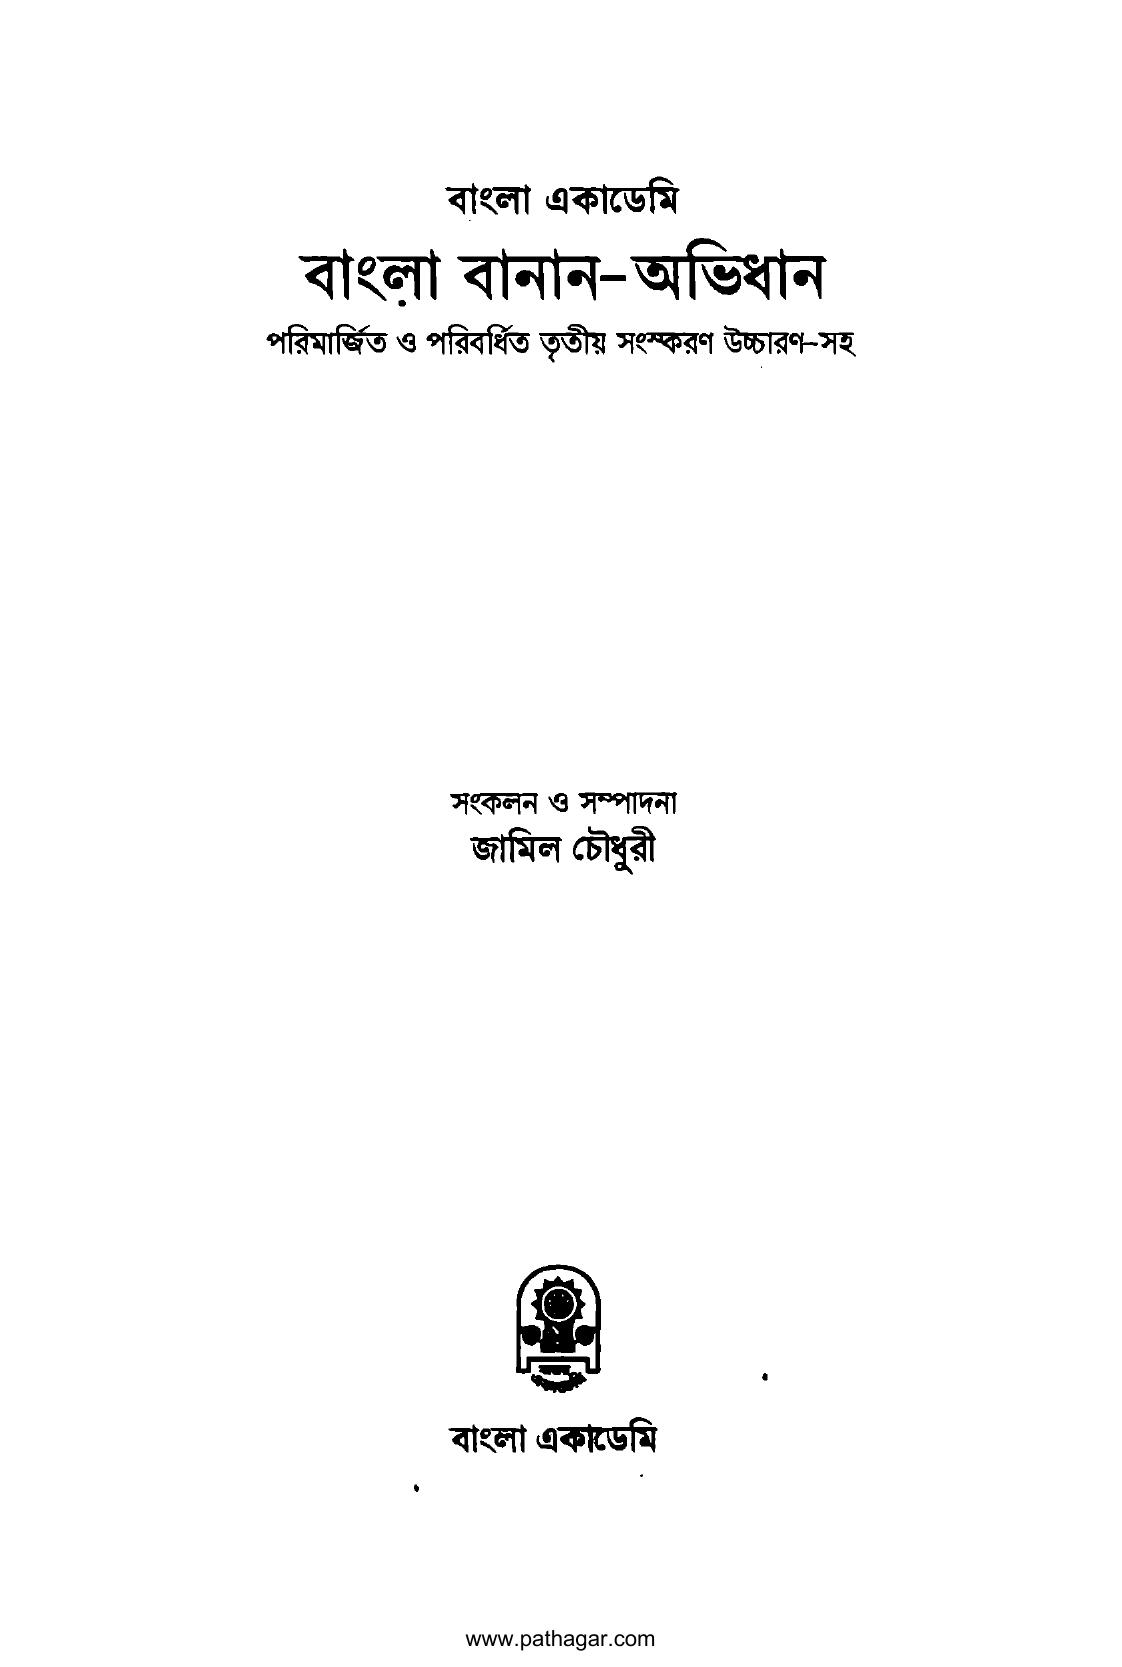 বাংলা একাডেমি
বাংলা বানান-অভিধান
পরিমার্জিত ও পরিবর্ধিত তৃতীয় সংস্করণ উচ্চারণ-সহ
সংকলন ও সম্পাদনা
জামিল চৌধুরী
বাংলা একাডেমি
www.pathagar.com